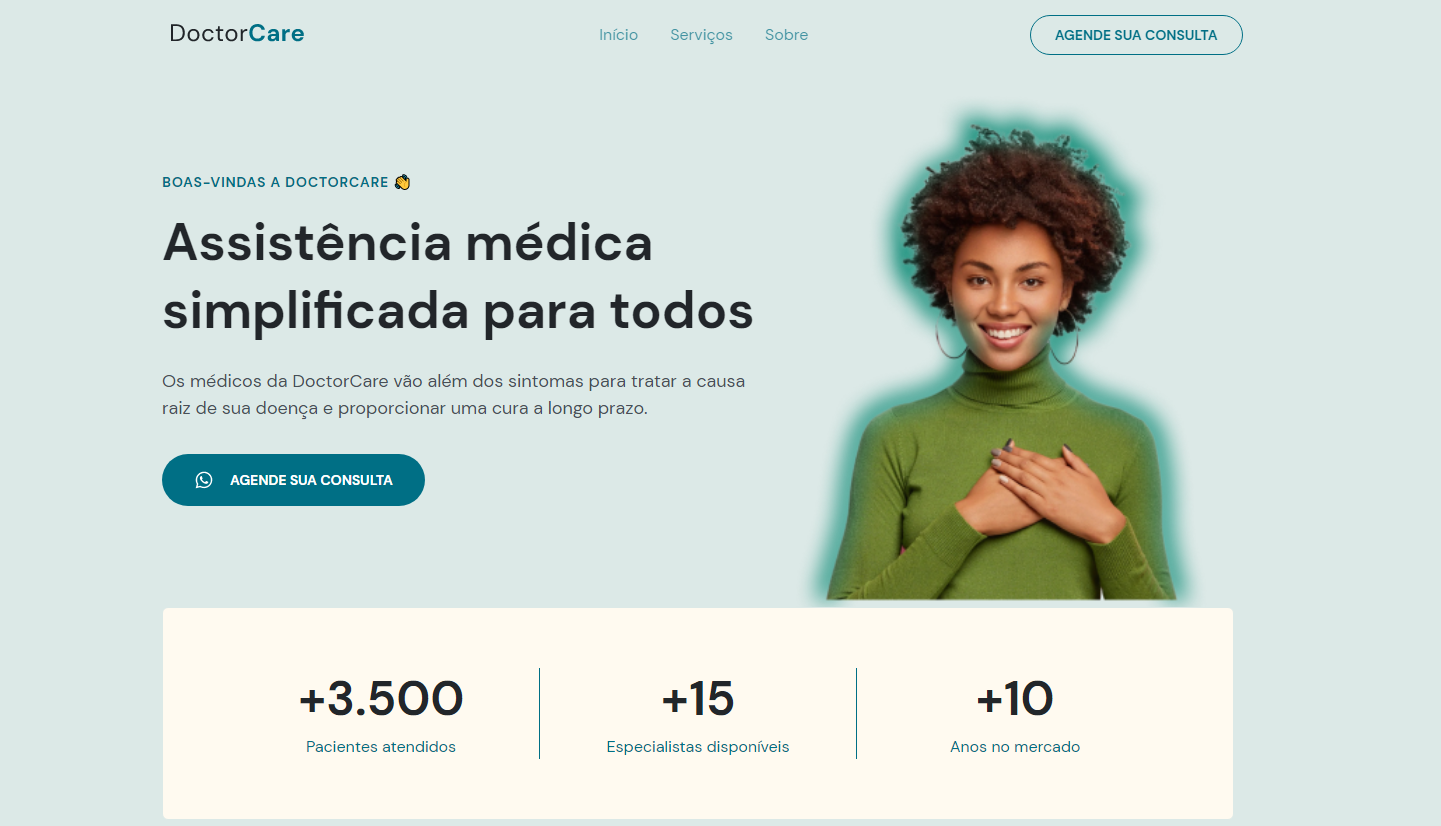 DoctorCare
Início
Serviços
Sobre
AGENDE SUA CONSULTA
BOAS-VINDAS A DOCTORCARE 👏
Assistência médica
simplificada para todos
Os médicos da DoctorCare vão além dos sintomas para tratar a causa
raiz de sua doença e proporcionar uma cura a longo prazo.
AGENDE SUA CONSULTA
+3.500
Pacientes atendidos
+15
Especialistas disponíveis
+10
Anos no mercado